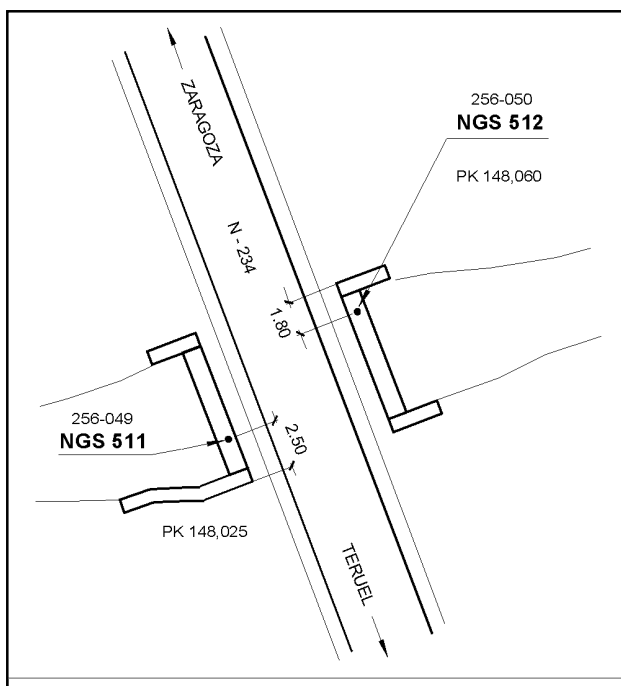 ZARAGOZA
256-050
NGS 512
PK 148,060
N - 234
1.80
256-049
NGS 511
2.50
PK 148,025
TERUEL